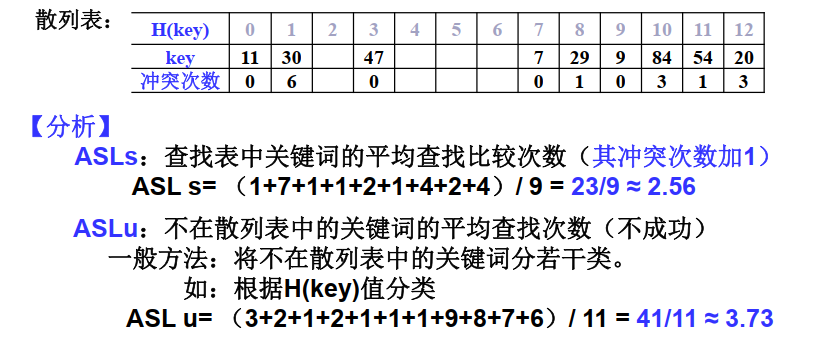 散列表：
H(key) 0 1 2 3 4 5 6 7 8 9 10 11 12
key 11 30 47 7 29 9 84 54 20
冲突次数 0 6 0 0 1 0 3 1 3
【分析】
ASLs：查找表中关键词的平均查找比较次数（其冲突次数加1）
ASL s= （1+7+1+1+2+1+4+2+4）/ 9 = 23/9 ≈ 2.56
ASLu：不在散列表中的关键词的平均查找次数（不成功）
一般方法：将不在散列表中的关键词分若干类。
如：根据H(key)值分类
ASL u= （3+2+1+2+1+1+1+9+8+7+6）/ 11 = 41/11 ≈ 3.73